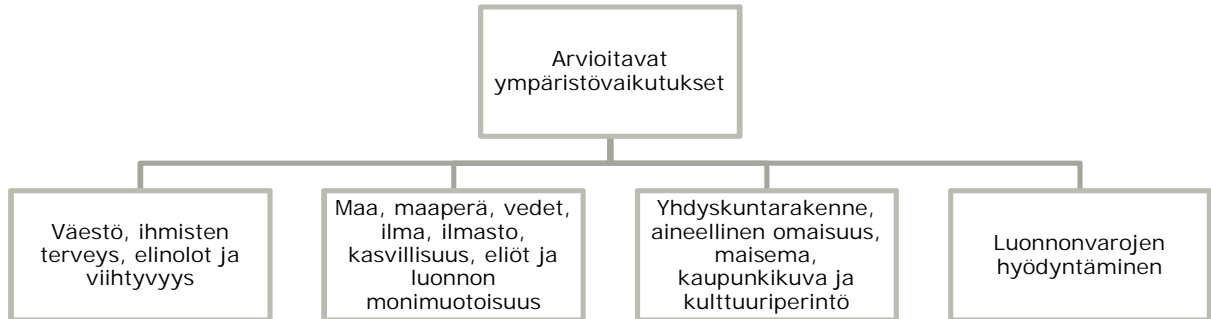 Arvioitavat
ympäristövaikutukset
Väestö, ihmisten
terveys, elinolot ja
viihtyvyys
Maa, maaperä, vedet,
ilma, ilmasto,
kasvillisuus, eliöt ja
luonnon
monimuotoisuus
Yhdyskuntarakenne,
aineellinen omaisuus,
maisema,
kaupunkikuva ja
kulttuuriperintö
Luonnonvarojen
hyödyntäminen